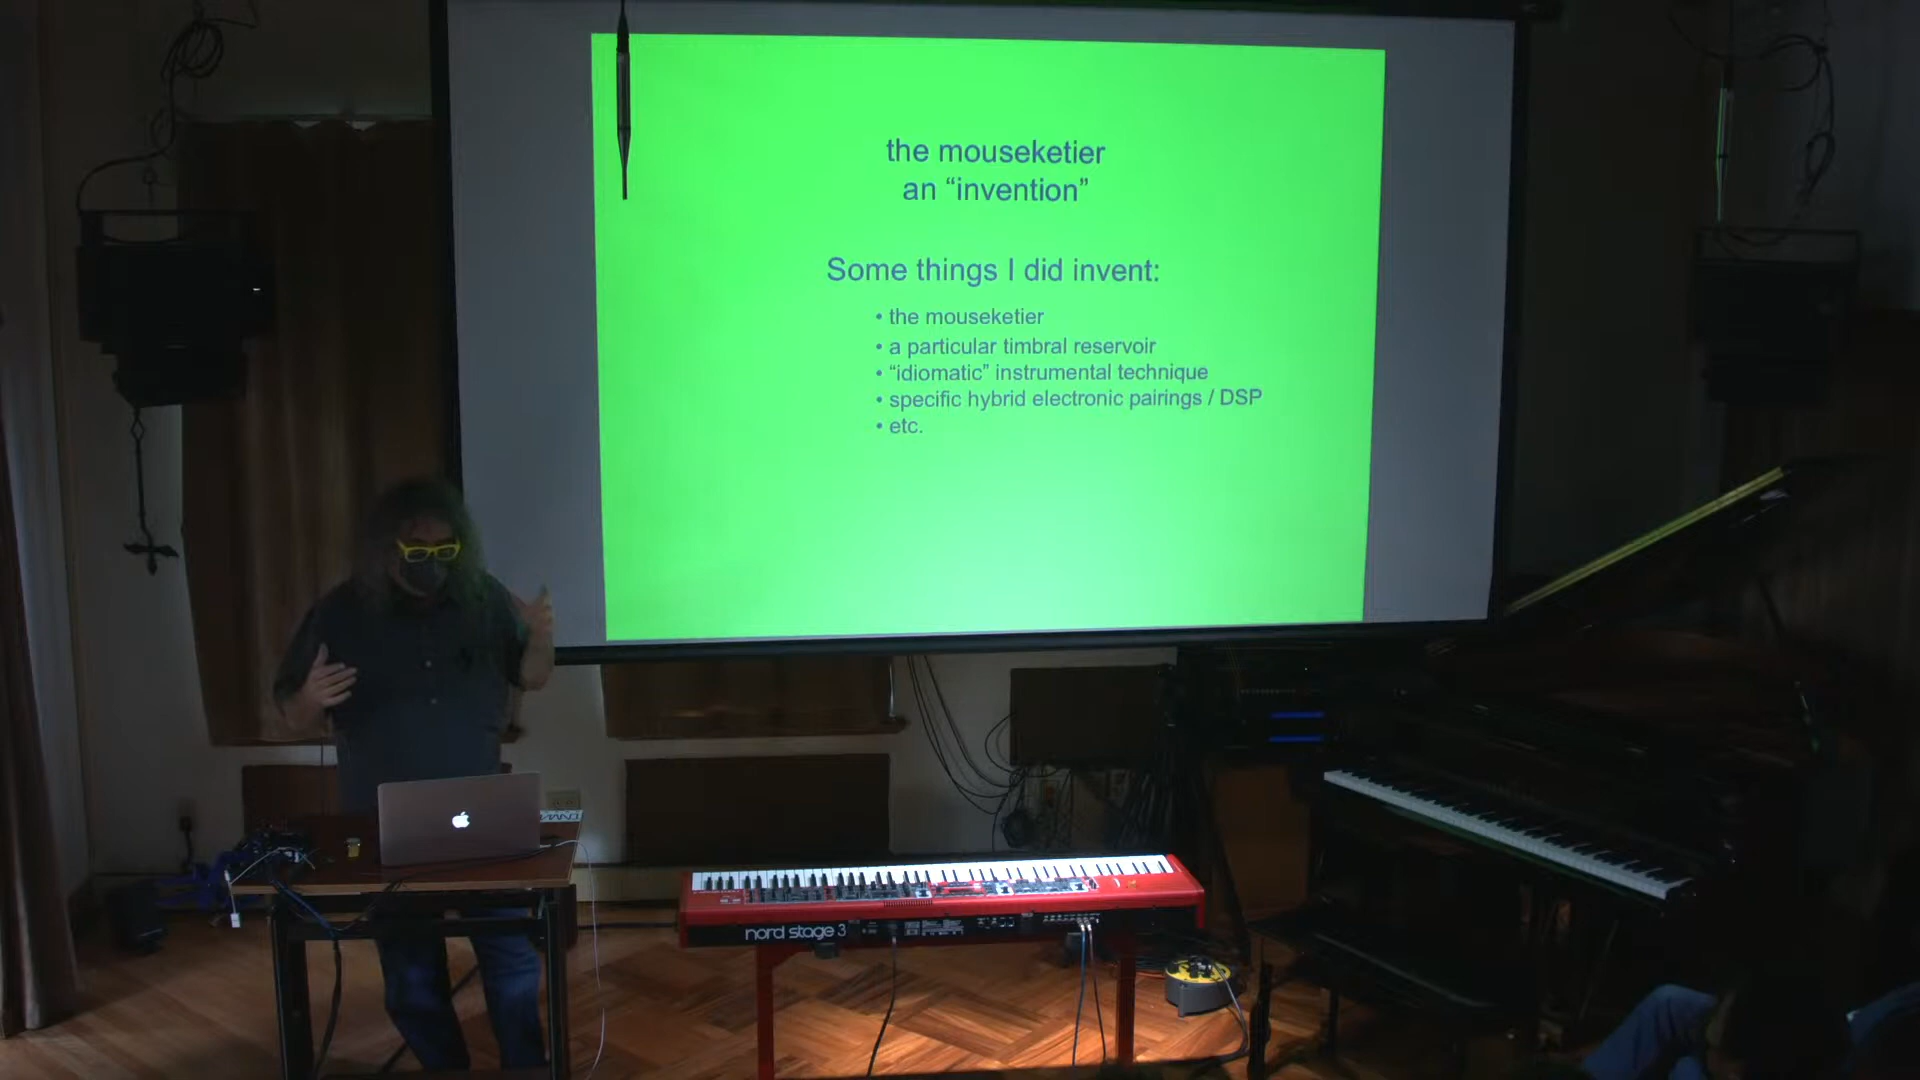 the mouseketier
an “invention”
Some things I did invent:
• the mouseketier
• a particular timbral reservoir
• “idiomatic” instrumental technique
• specific hybrid electronic pairings / DSP
• etc.
nord stage 3